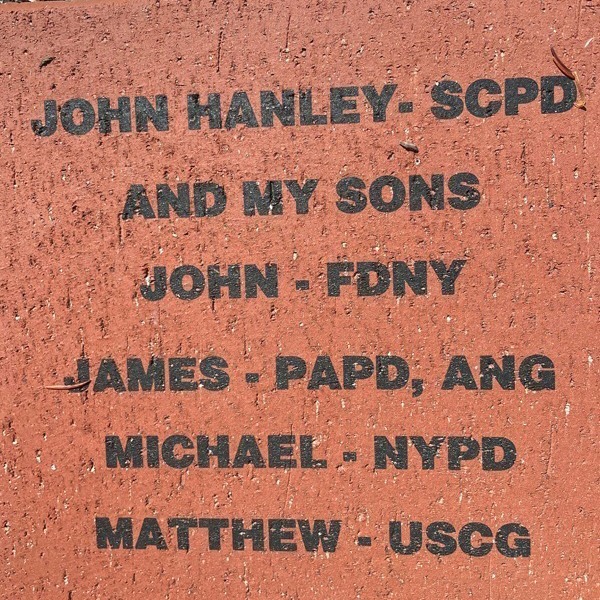 JOHN HANLEY- SCPD
AND MY SONS
JOHN - FDNY
JAMES - PAPD, ANG
MICHAEL - NYPD
MATTHEW - USCG